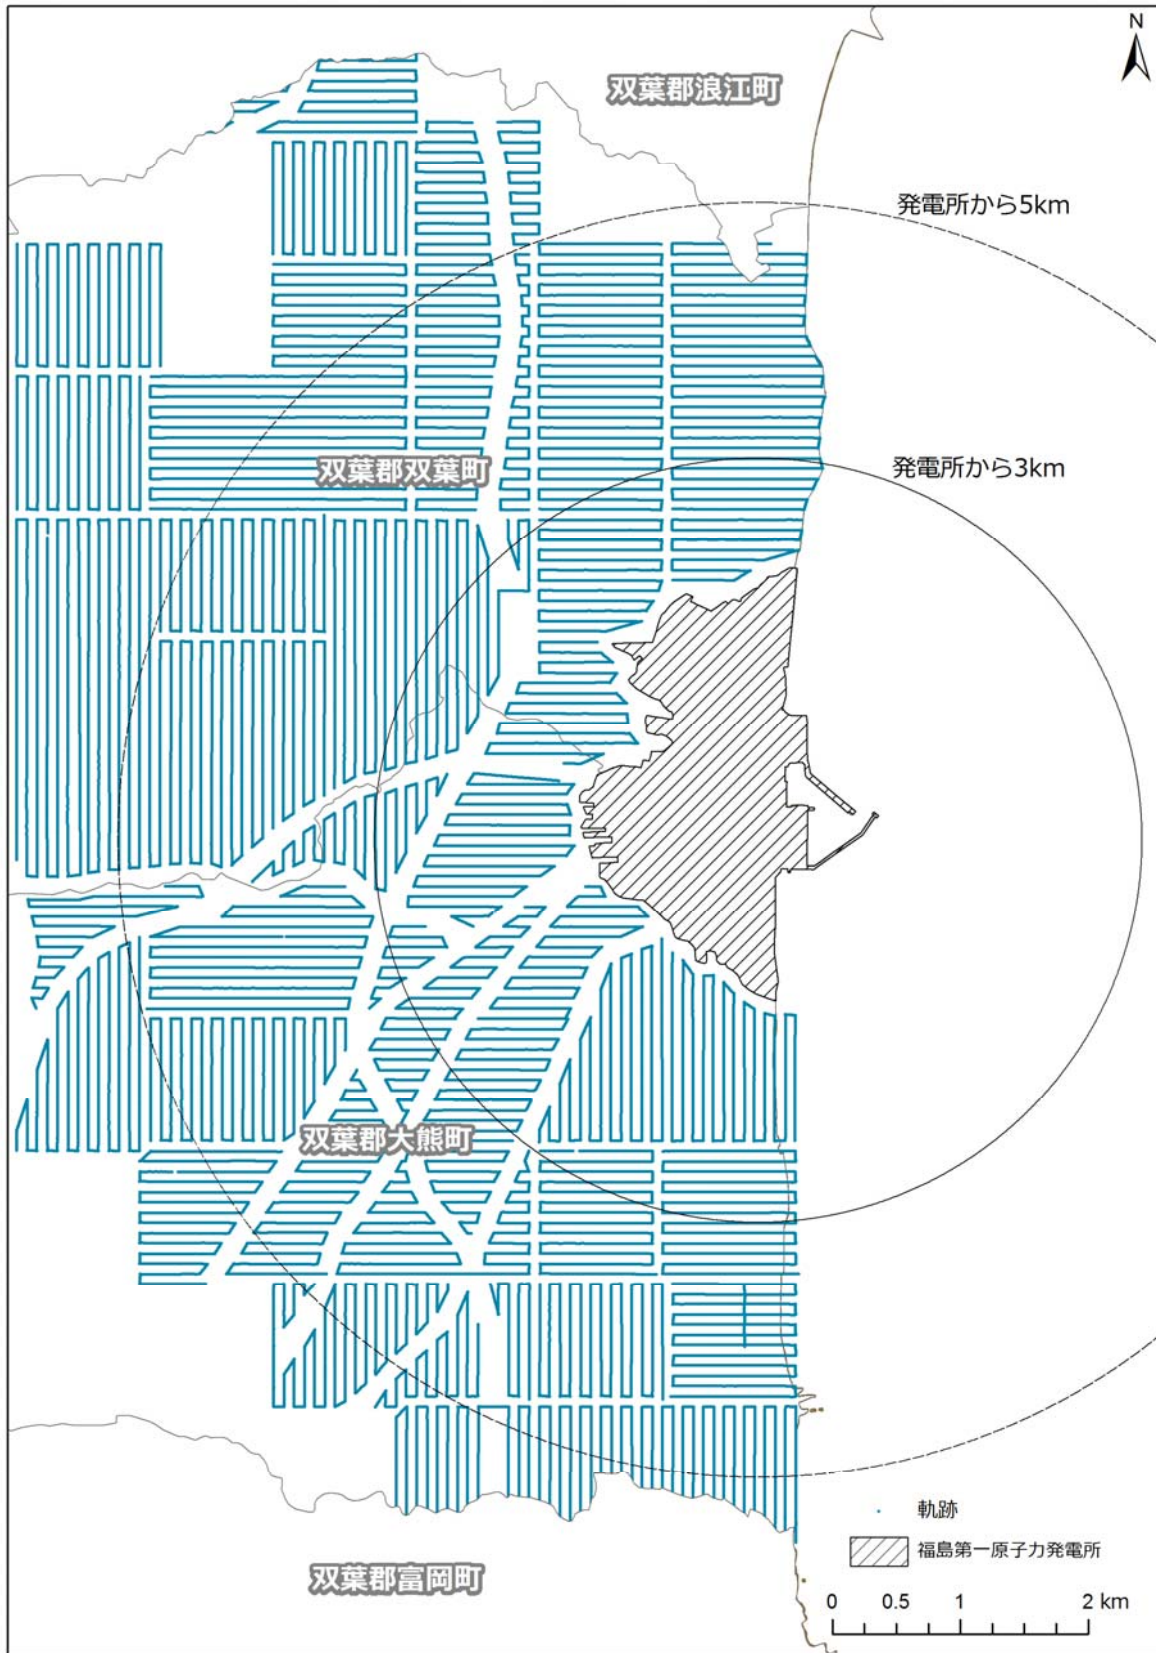 N
双葉郡浪江町
発電所から5km
発電所から3km
双葉郡双葉町
双葉郡大熊町
軌跡
福島第一原子力発電所
双葉郡富岡町
0 0.5 1 2 km